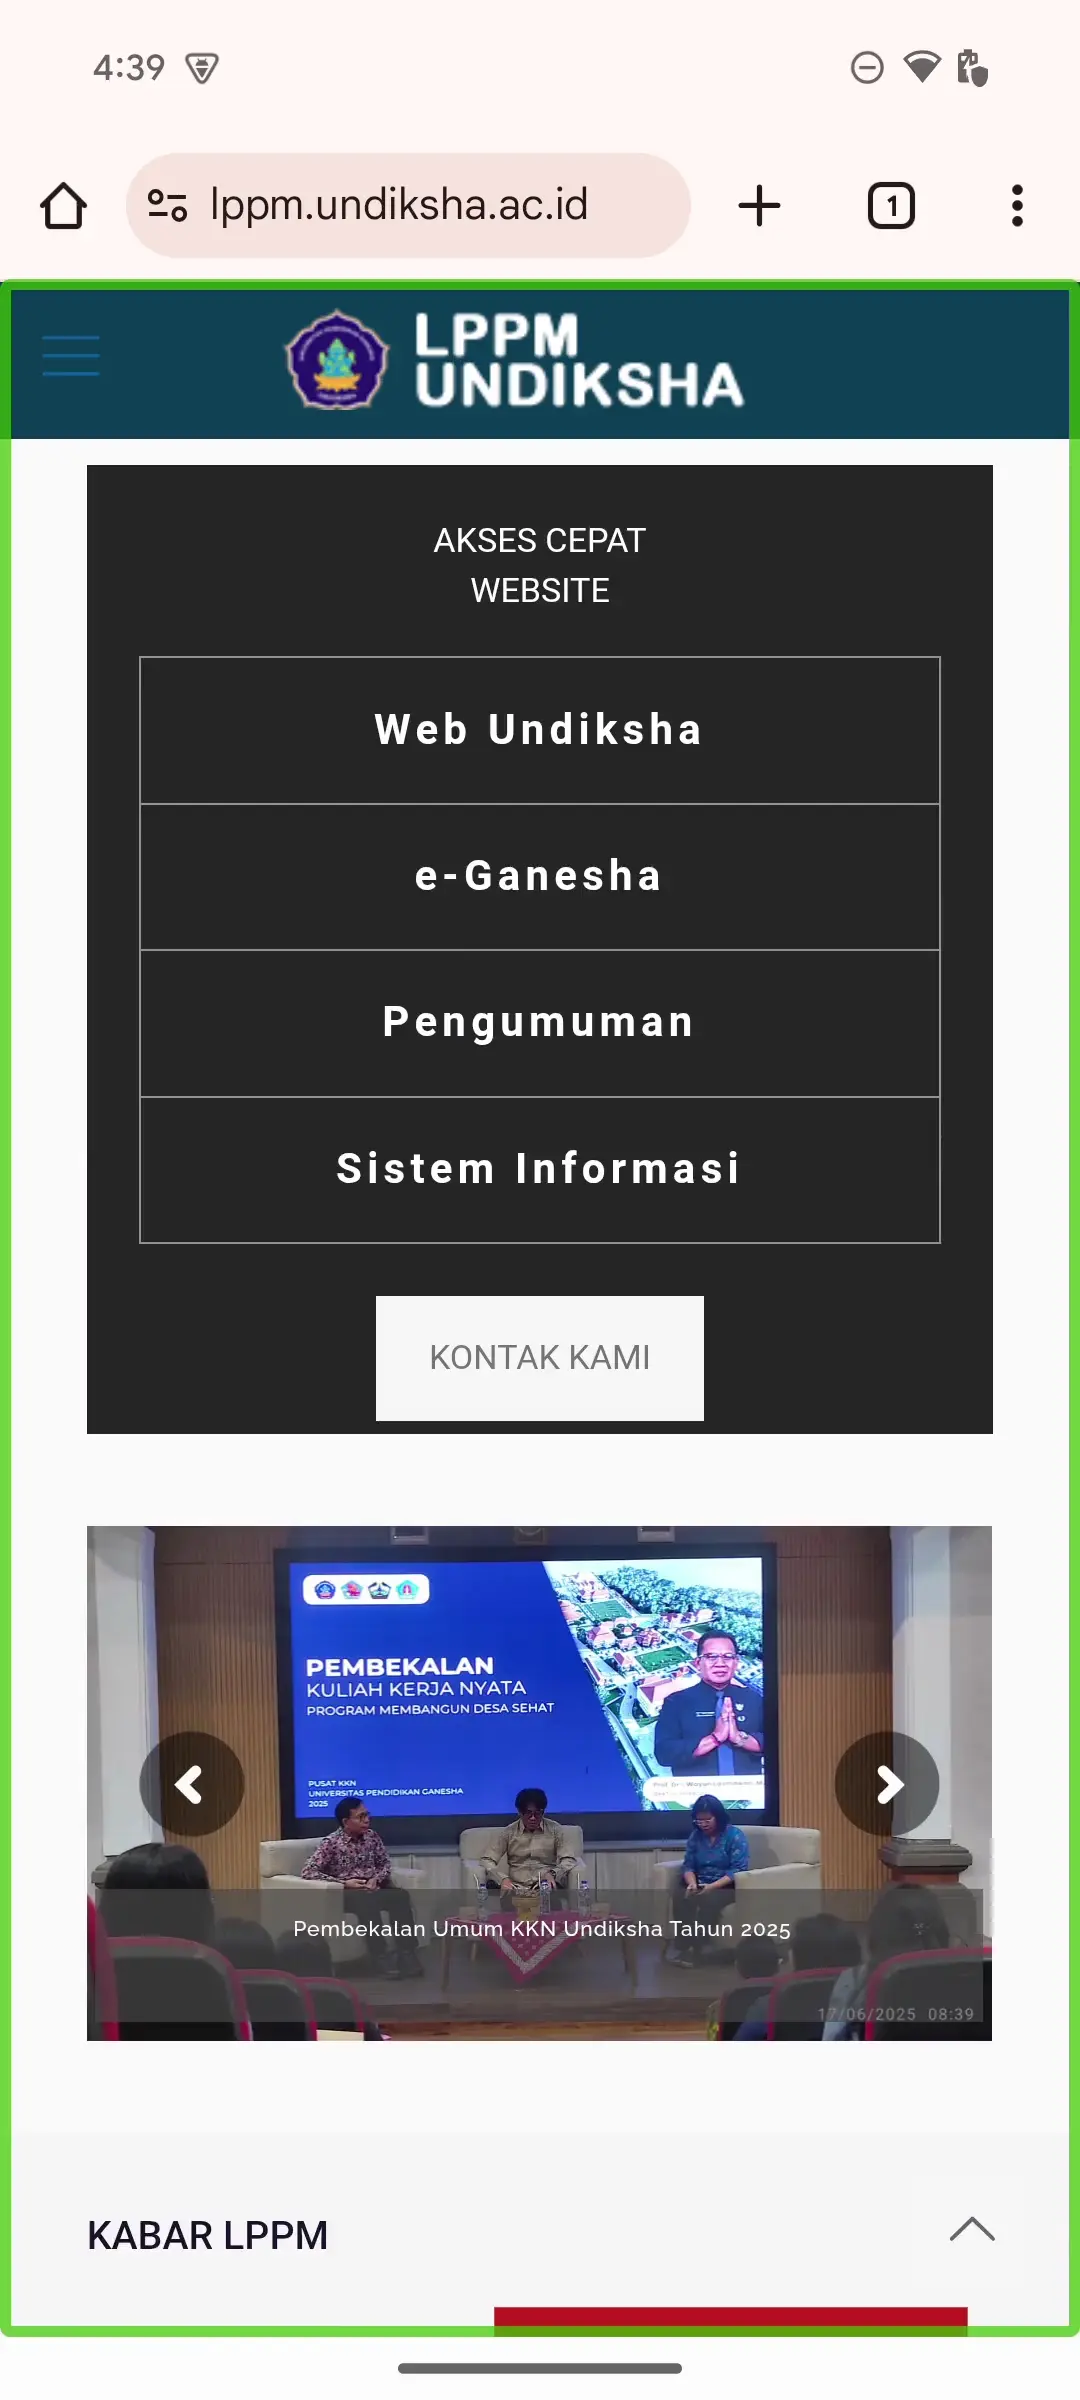 4:39
lppm.undiksha.ac.id
1
LPPM
UNDIKSHA
AKSES CEPAT
WEBSITE
Web Undiksha
e-Ganesha
Pengumuman
Sistem Informasi
KONTAK KAMI
PEMBEKALAN
KULIAH KERJA NYATA
PROGRAM MEMBANGUN DESA SEHAT
PUSAT KKN
UNIVERSITAS PENDIDIKAN GANESHA
2025
Pembekalan Umum KKN Undiksha Tahun 2025
17/06/2025 08:39
KABAR LPPM